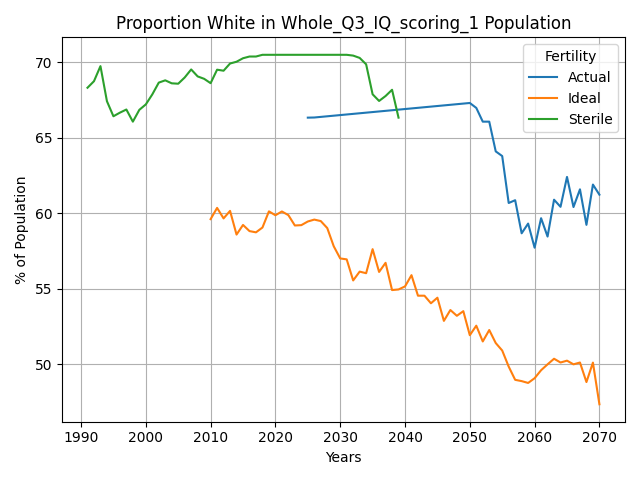 Proportion White in Whole_Q3_IQ_scoring_1 Population
Fertility
Actual
Ideal
Sterile
% of Population
70
65
60
55
50
1990 2000 2010 2020 2030 2040 2050 2060 2070
Years